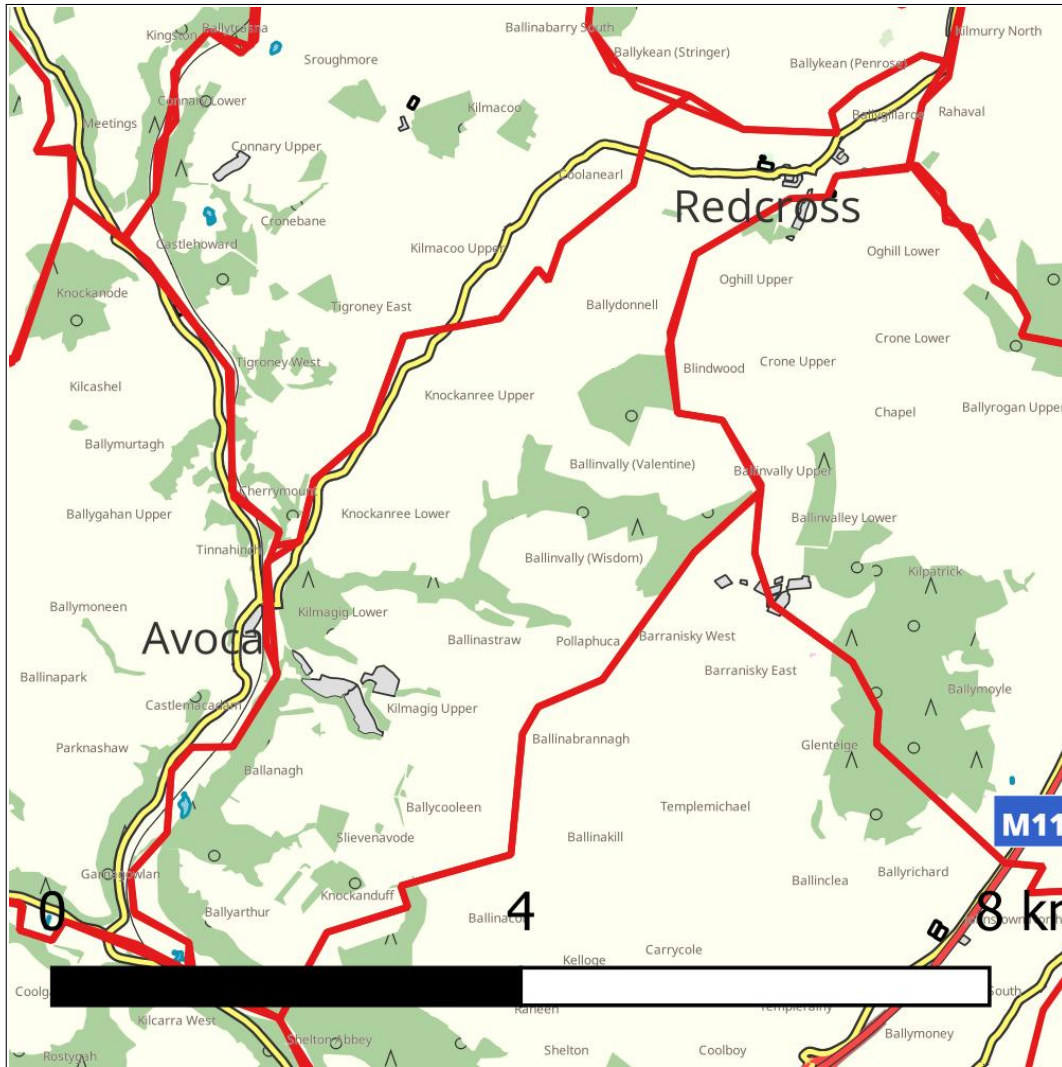 Ballinabarry South
Ballytrasna
Kingston
Kilmurry North
Ballykean (Stringer)
Sroughmore
Ballykean (Penrose)
Connary Lower
Kilmacoo
Rahaval
Meetings
Connary Upper
Coolanearl
Redcross
Cronebane
Castlehoward
Kilmacoo Upper
Oghill Lower
Oghill Upper
Knockanode
Tigroney East
Ballydonnell
Crone Lower
Tigroney West
Crone Upper
Blindwood
Kilcashel
Knockanree Upper
Chapel
Ballyrogan Upper
Ballymurtagh
Ballinvally (Valentine)
Ballinvally Upper
Cherrymount
Ballygahan Upper
Knockanree Lower
Ballinvalley Lower
Tinnahinch
Ballinvally (Wisdom)
Kilpatrick
Ballymoneen
Kilmagig Lower
Avoca
Ballinastraw
Pollaphuca
Barranisky West
Barranisky East
Ballinapark
Ballymoyle
Castlemacadam
Kilmagig Upper
Parknashaw
Ballinabrannagh
Glenteige
Ballanagh
Ballycooleen
Templemichael
M11
Slievenavode
Ballinakill
Ballyrichard
Ballinclea
Knockanduff
Ballyarthur
0
4
8 km
Carrycole
Kelloge
South
Kilcarra West
Ballymoney
Shelton Abbey
Shelton
Coolboy
Rostygah